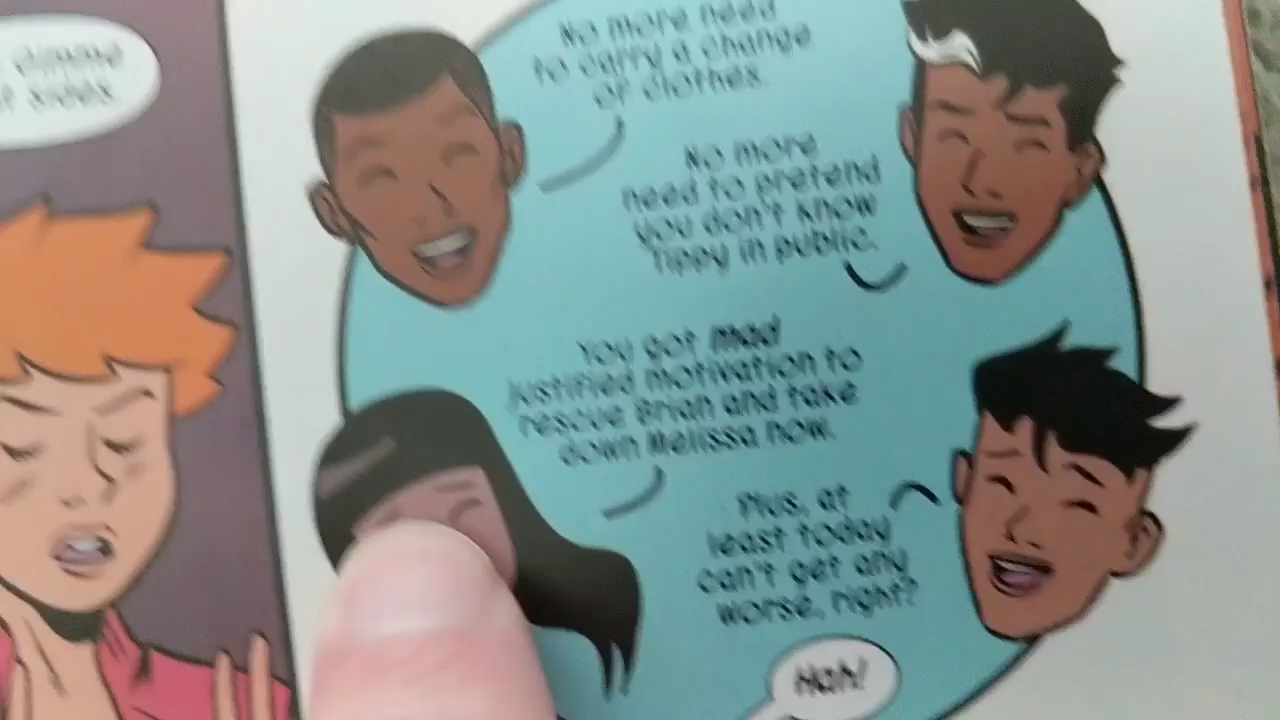 gimme
sides.
No more need
to carry a change
of clothes.
No more
need to pretend
you don't know
Tippy in public.
You got mad
justified motivation to
rescue Brian and take
down Melissa now.
Plus, at
least today
can't get any
worse, right?
Hah!